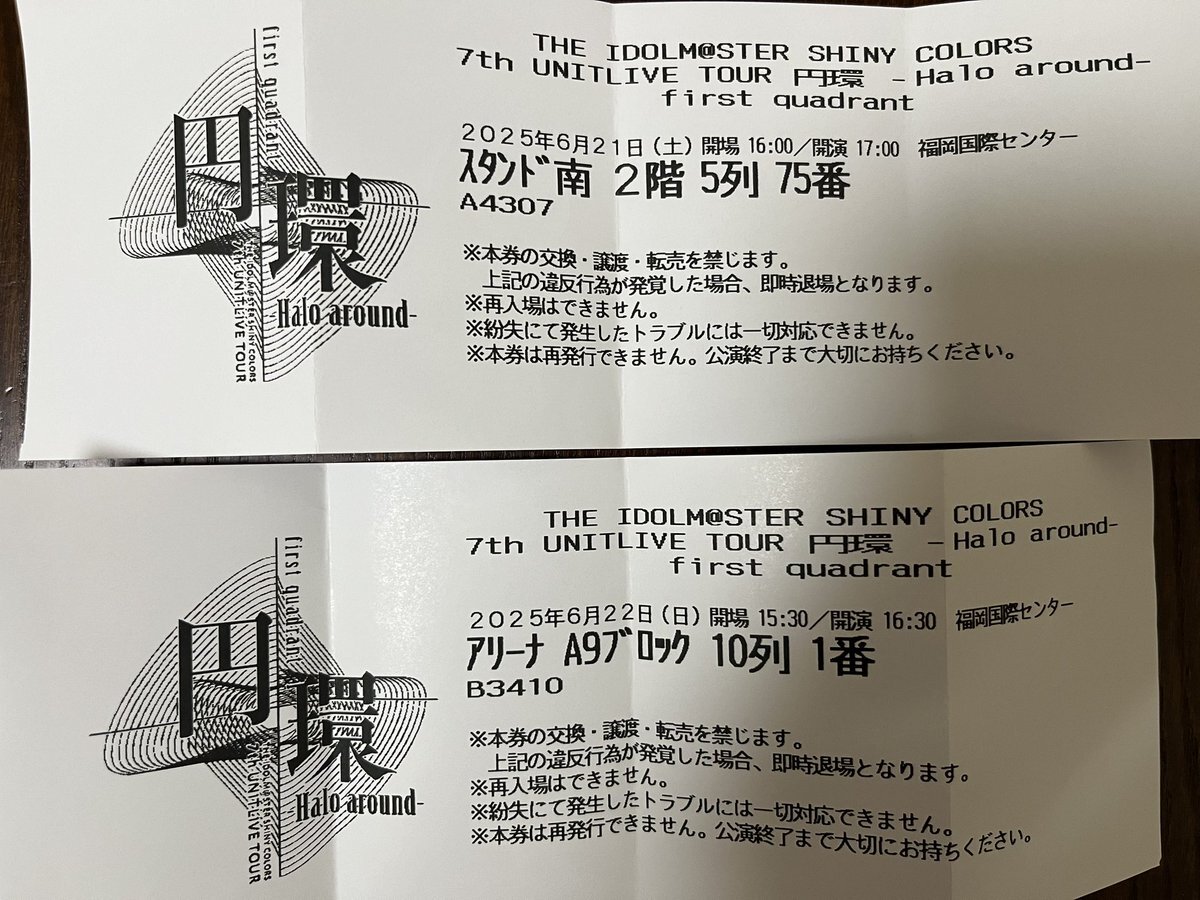 first quadrant
円環
-Halo around-
THE IDOLM@STER SHINY COLORS
7th UNITLIVE TOUR
THE IDOLM@STER SHINY COLORS
7th UNITLIVE TOUR 円環 -Halo around-
first quadrant
2025年6月21日(土) 開場 16:00/開演 17:00 福岡国際センター
スタンド南 2階 5列 75番
A4307
※本券の交換・譲渡・転売を禁じます。
上記の違反行為が発覚した場合、即時退場となります。
※再入場はできません。
※紛失にて発生したトラブルには一切対応できません。
※本券は再発行できません。公演終了まで大切にお持ちください。
first quadrant
円環
-Halo around-
THE IDOLM@STER SHINY COLORS
7th UNITLIVE TOUR
THE IDOLM@STER SHINY COLORS
7th UNITLIVE TOUR 円環 -Halo around-
first quadrant
2025年6月22日(日) 開場 15:30/開演 16:30 福岡国際センター
アリーナ A9ブロック 10列 1番
B3410
※本券の交換・譲渡・転売を禁じます。
上記の違反行為が発覚した場合、即時退場となります。
※再入場はできません。
※紛失にて発生したトラブルには一切対応できません。
※本券は再発行できません。公演終了まで大切にお持ちください。